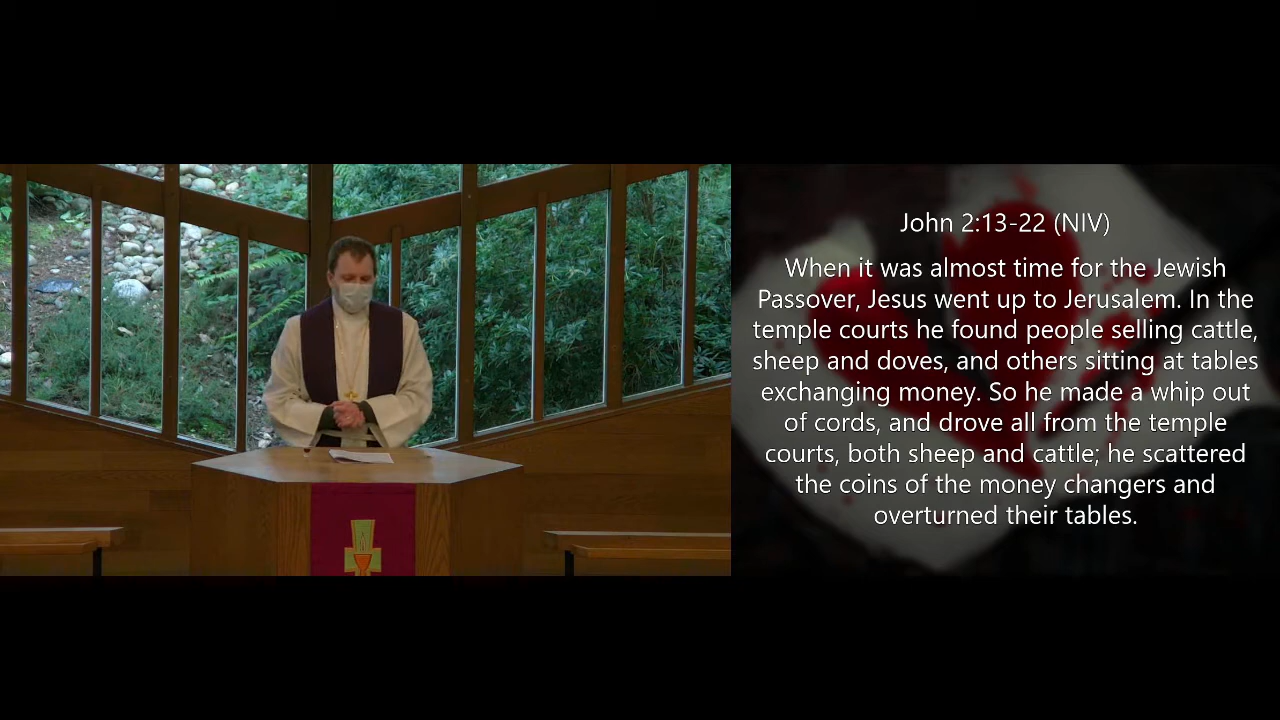 John 2:13-22 (NIV)
When it was almost time for the Jewish
Passover, Jesus went up to Jerusalem. In the
temple courts he found people selling cattle,
sheep and doves, and others sitting at tables
exchanging money. So he made a whip out
of cords, and drove all from the temple
courts, both sheep and cattle; he scattered
the coins of the money changers and
overturned their tables.